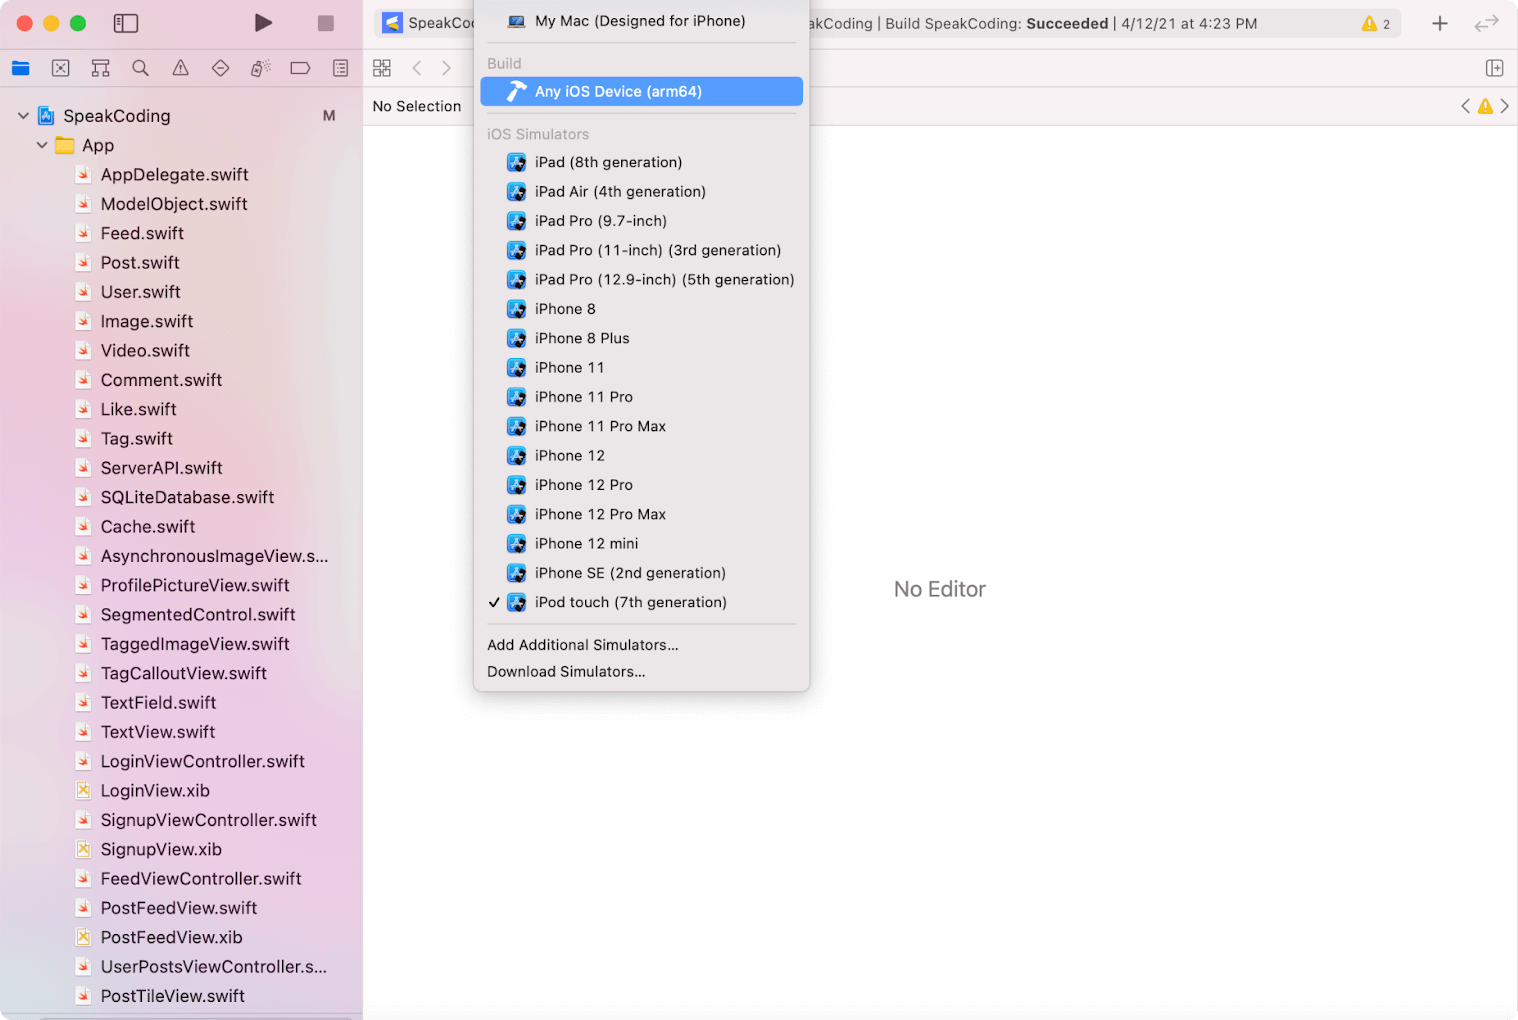 SpeakCo
My Mac (Designed for iPhone)
akCoding | Build SpeakCoding: Succeeded | 4/12/21 at 4:23 PM
2
Build
Any iOS Device (arm64)
No Selection
SpeakCoding
M
App
AppDelegate.swift
ModelObject.swift
Feed.swift
Post.swift
User.swift
Image.swift
Video.swift
Comment.swift
Like.swift
Tag.swift
ServerAPI.swift
SQLiteDatabase.swift
Cache.swift
AsynchronousImageView.s...
ProfilePictureView.swift
SegmentedControl.swift
TaggedImageView.swift
TagCalloutView.swift
TextField.swift
TextView.swift
LoginViewController.swift
LoginView.xib
SignupViewController.swift
SignupView.xib
FeedViewController.swift
PostFeedView.swift
PostFeedView.xib
UserPostsViewController.s...
PostTileView.swift
iOS Simulators
iPad (8th generation)
iPad Air (4th generation)
iPad Pro (9.7-inch)
iPad Pro (11-inch) (3rd generation)
iPad Pro (12.9-inch) (5th generation)
iPhone 8
iPhone 8 Plus
iPhone 11
iPhone 11 Pro
iPhone 11 Pro Max
iPhone 12
iPhone 12 Pro
iPhone 12 Pro Max
iPhone 12 mini
iPhone SE (2nd generation)
iPod touch (7th generation)
Add Additional Simulators...
Download Simulators...
No Editor